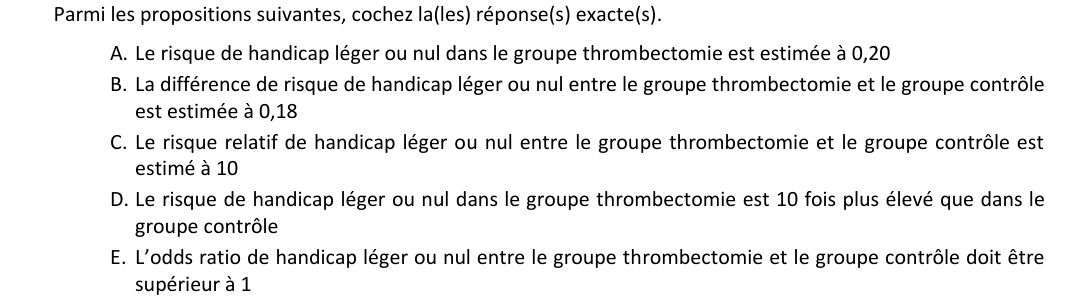 Parmi les propositions suivantes, cochez la(les) réponse(s) exacte(s).
A. Le risque de handicap léger ou nul dans le groupe thrombectomie est estimée à 0,20
B. La différence de risque de handicap léger ou nul entre le groupe thrombectomie et le groupe contrôle
est estimée à 0,18
C. Le risque relatif de handicap léger ou nul entre le groupe thrombectomie et le groupe contrôle est
estimé à 10
D. Le risque de handicap léger ou nul dans le groupe thrombectomie est 10 fois plus élevé que dans le
groupe contrôle
E. L’odds ratio de handicap léger ou nul entre le groupe thrombectomie et le groupe contrôle doit être
supérieur à 1